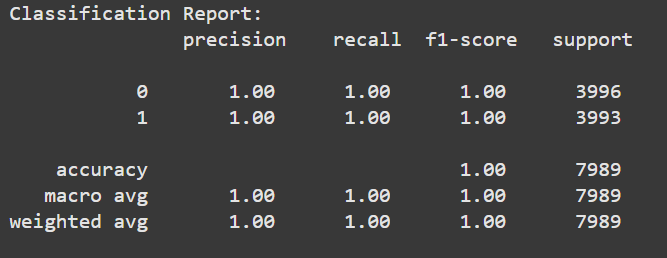 Classification Report:
precision recall f1-score support
0 1.00 1.00 1.00 3996
1 1.00 1.00 1.00 3993
accuracy 1.00 7989
macro avg 1.00 1.00 1.00 7989
weighted avg 1.00 1.00 1.00 7989